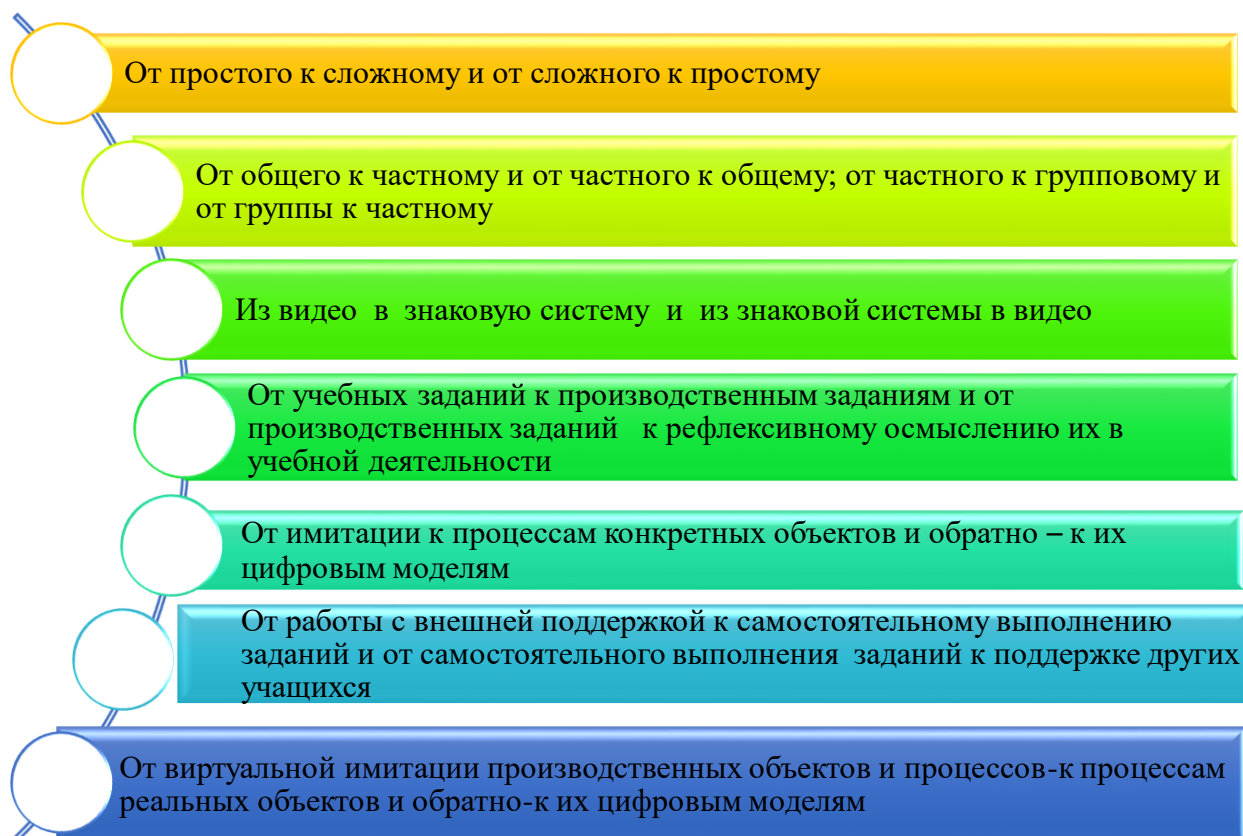 От простого к сложному и от сложного к простому
От общего к частному и от частного к общему; от частного к групповому и
от группы к частному
Из видео в знаковую систему и из знаковой системы в видео
От учебных заданий к производственным заданиям и от
производственных заданий к рефлексивному осмыслению их в
учебной деятельности
От имитации к процессам конкретных объектов и обратно – к их
цифровым моделям
От работы с внешней поддержкой к самостоятельному выполнению
заданий и от самостоятельного выполнения заданий к поддержке других
учащихся
От виртуальной имитации производственных объектов и процессов-к процессам
реальных объектов и обратно-к их цифровым моделям